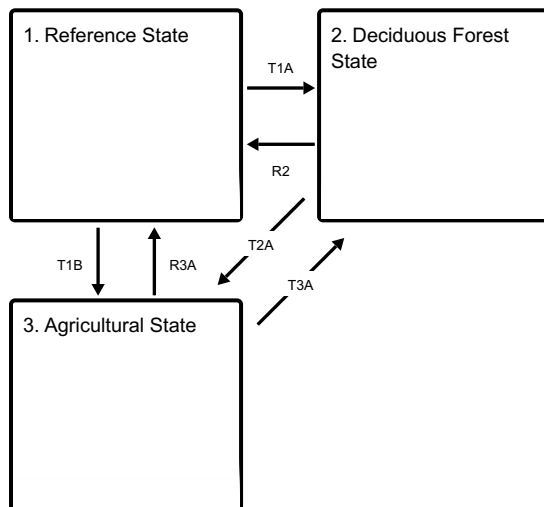 1. Reference State
2. Deciduous Forest
State
T1A
R2
T2A
T1B
R3A
T3A
3. Agricultural State